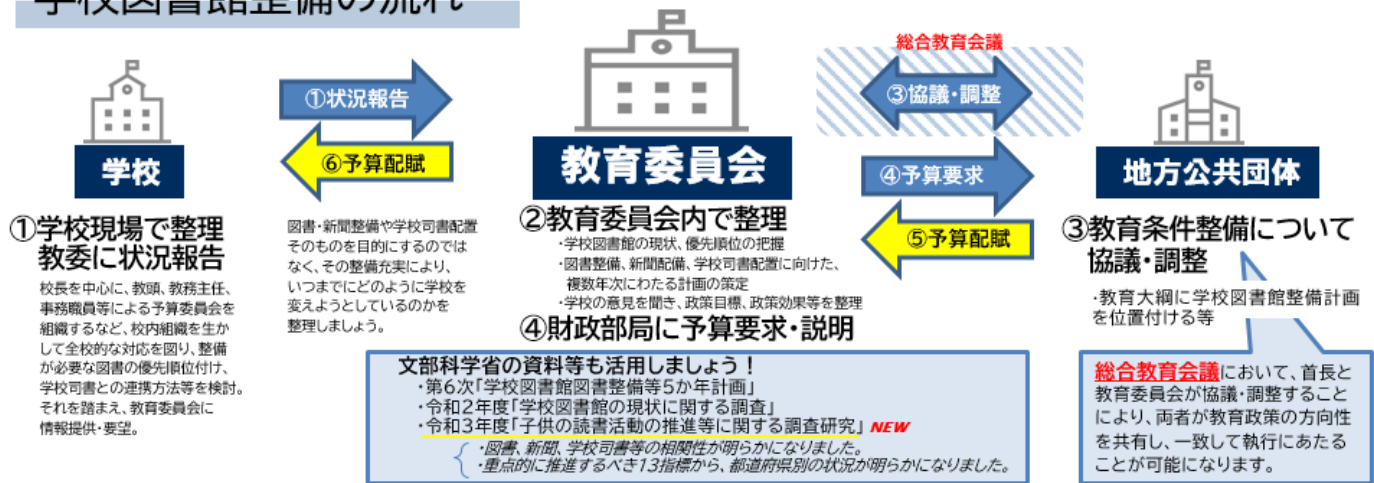 学校図書館整備の流れ
総合教育会議
①状況報告
③協議・調整
⑥予算配賦
④予算要求
⑤予算配賦
学校
教育委員会
地方公共団体
①学校現場で整理
教委に状況報告
校長を中心に、教頭、教務主任、
事務職員等による予算委員会を
組織するなど、校内組織を生か
して全校的な対応を図り、整備
が必要な図書の優先順位付け、
学校司書との連携方法等を検討。
それを踏まえ、教育委員会に
情報提供・要望。
図書・新聞整備や学校司書配置
そのものを目的にするのでは
なく、その整備充実により、
いつまでにどのように学校を
変えようとしているのかを
整理しましょう。
②教育委員会内で整理
・学校図書館の現状、優先順位の把握
・図書整備、新聞配備、学校司書配置に向けた、
複数年次にわたる計画の策定
・学校の意見を聞き、政策目標、政策効果等を整理
④財政部局に予算要求・説明
文部科学省の資料等も活用しましょう！
・第6次「学校図書館図書整備等5か年計画」
・令和2年度「学校図書館の現状に関する調査」
・令和3年度「子供の読書活動の推進等に関する調査研究」 NEW
・図書、新聞、学校司書等の相関性が明らかになりました。
・重点的に推進するべき13指標から、都道府県別の状況が明らかになりました。
③教育条件整備について
協議・調整
・教育大綱に学校図書館整備計画
を位置付ける等
総合教育会議において、首長と
教育委員会が協議・調整すること
により、両者が教育政策の方向性
を共有し、一致して執行にあたる
ことが可能になります。